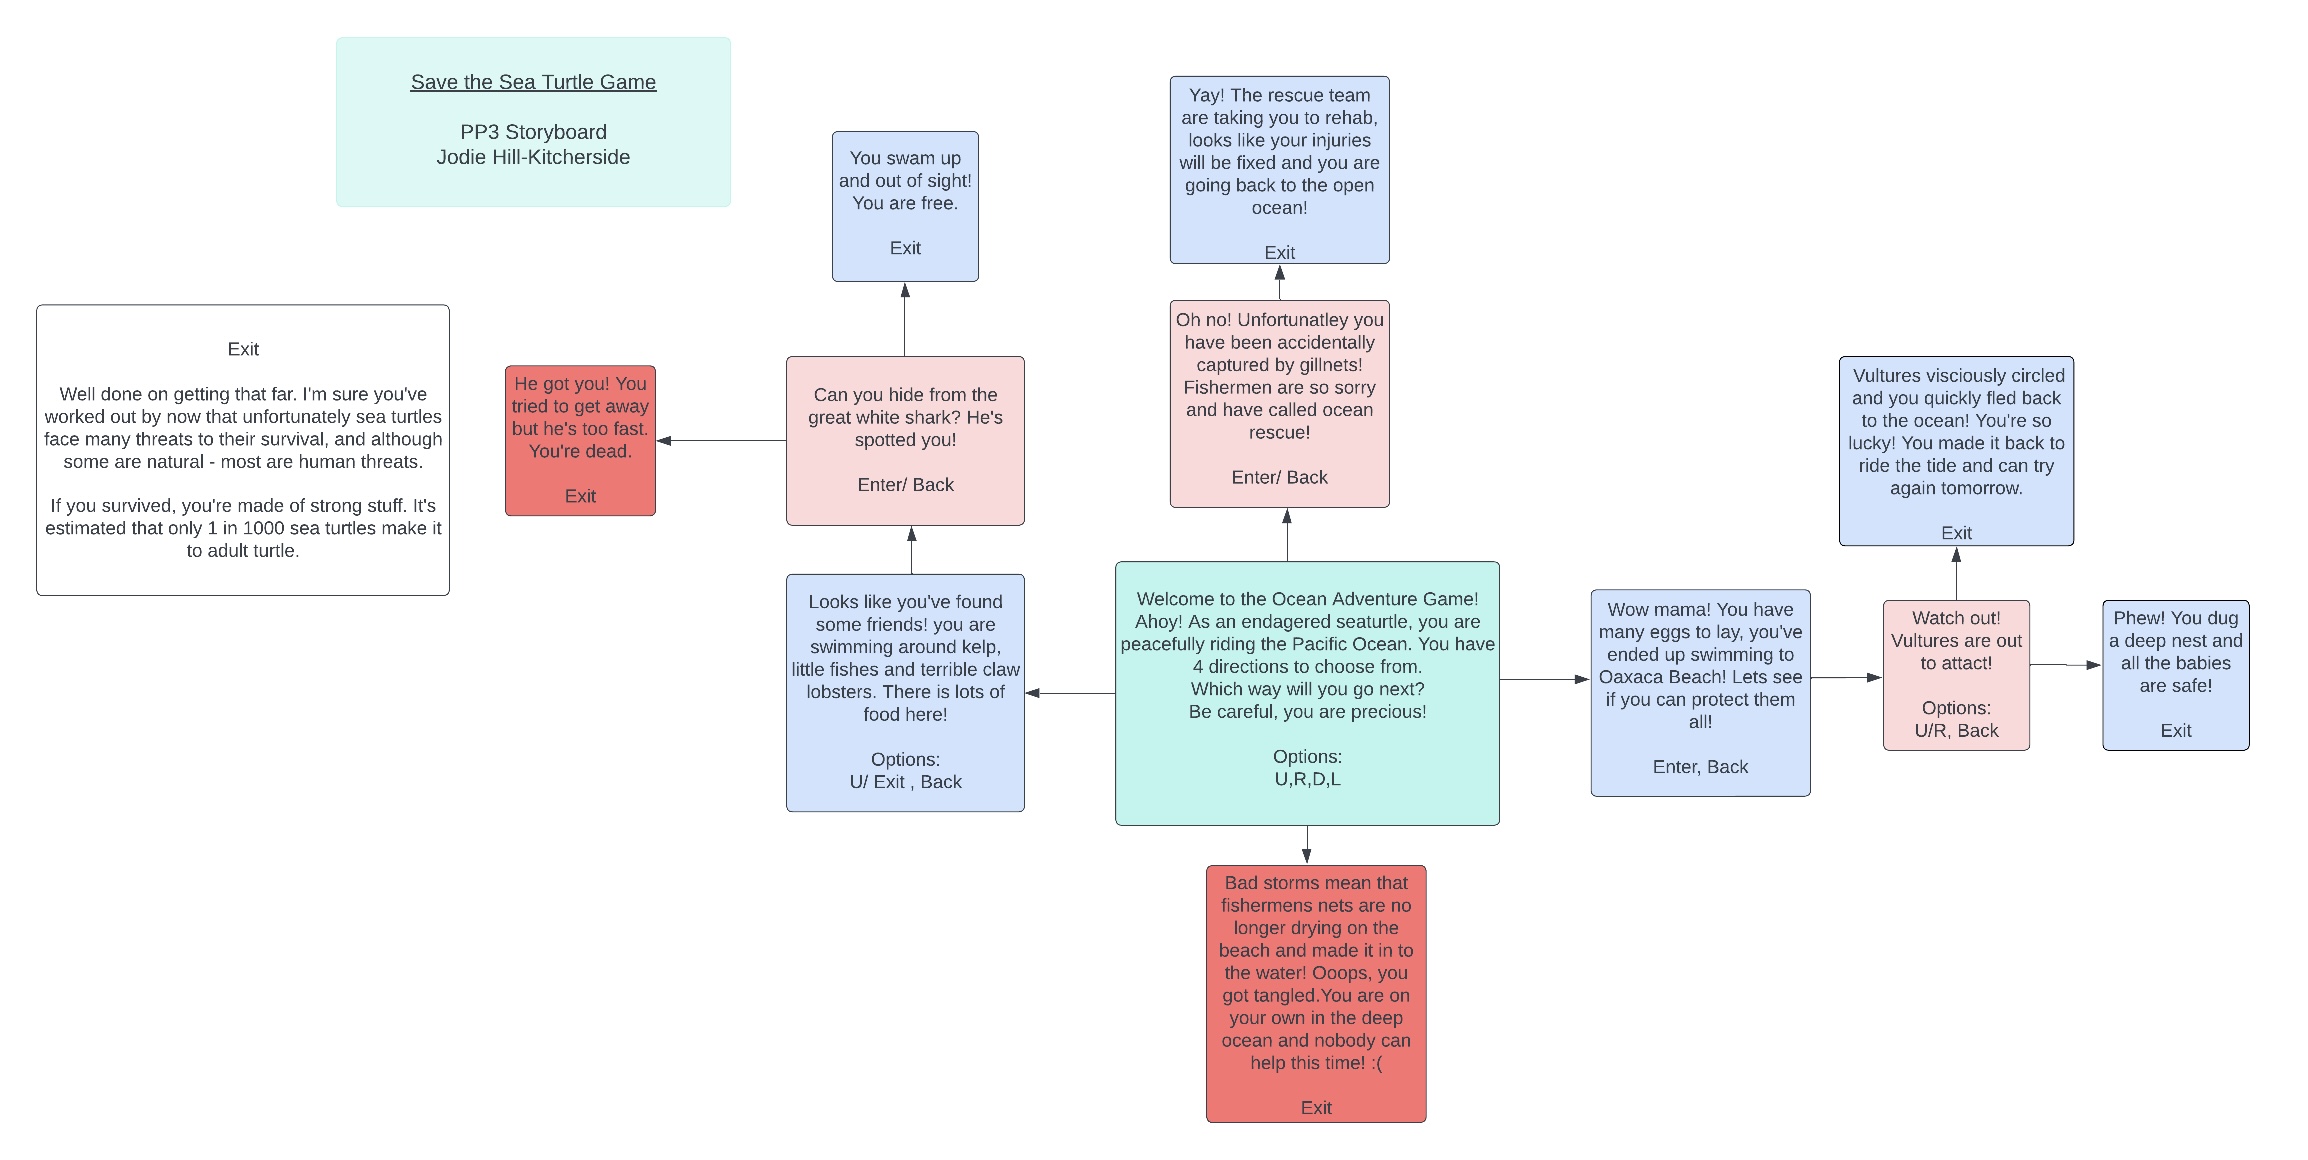 Save the Sea Turtle Game
PP3 Storyboard
Jodie Hill-Kitcherside
Exit
Well done on getting that far. I'm sure you've
worked out by now that unfortunately sea turtles
face many threats to their survival, and although
some are natural - most are human threats.
If you survived, you're made of strong stuff. It's
estimated that only 1 in 1000 sea turtles make it
to adult turtle.
You swam up
and out of sight!
You are free.
Exit
He got you! You
tried to get away
but he's too fast.
You're dead.
Exit
Can you hide from the
great white shark? He's
spotted you!
Enter/ Back
Looks like you've found
some friends! you are
swimming around kelp,
little fishes and terrible claw
lobsters. There is lots of
food here!
Options:
U/ Exit , Back
Yay! The rescue team
are taking you to rehab,
looks like your injuries
will be fixed and you are
going back to the open
ocean!
Exit
Oh no! Unfortunatley you
have been accidentally
captured by gillnets!
Fishermen are so sorry
and have called ocean
rescue!
Enter/ Back
Welcome to the Ocean Adventure Game!
Ahoy! As an endagered seaturtle, you are
peacefully riding the Pacific Ocean. You have
4 directions to choose from.
Which way will you go next?
Be careful, you are precious!
Options:
U,R,D,L
Bad storms mean that
fishermens nets are no
longer drying on the
beach and made it in to
the water! Ooops, you
got tangled.You are on
your own in the deep
ocean and nobody can
help this time! :(
Exit
Wow mama! You have
many eggs to lay, you've
ended up swimming to
Oaxaca Beach! Lets see
if you can protect them
all!
Enter, Back
Vultures visciously circled
and you quickly fled back
to the ocean! You're so
lucky! You made it back to
ride the tide and can try
again tomorrow.
Exit
Watch out!
Vultures are out
to attact!
Options:
U/R, Back
Phew! You dug
a deep nest and
all the babies
are safe!
Exit